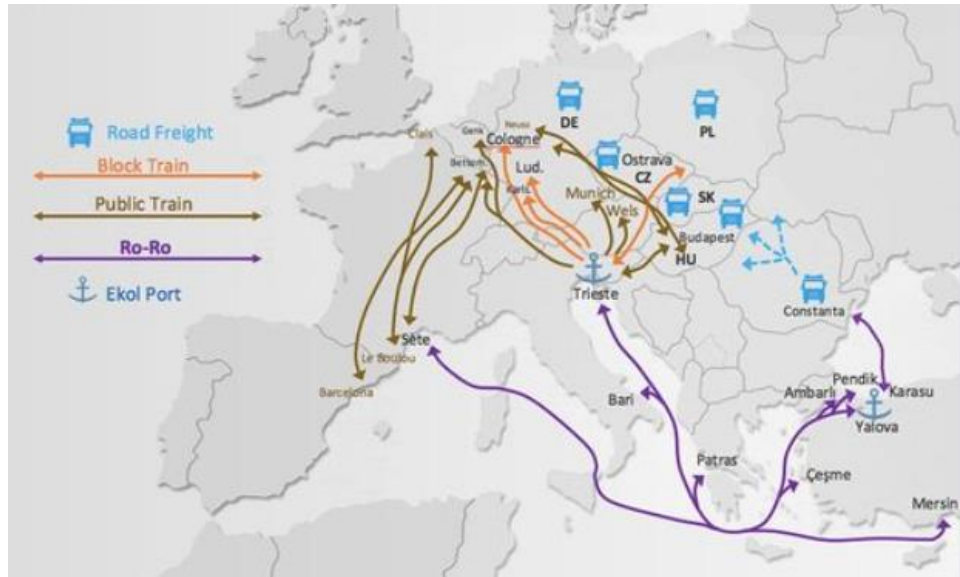 Road Freight
Block Train
Public Train
Ro-Ro
Ekol Port
Clais
Genk
Neuss
Cologne
Bettem.
Lud.
Karls.
DE
PL
Ostrava
CZ
SK
Munich
Wels
Budapest
HU
Trieste
Constanta
Sète
Le Boulou
Barcelona
Bari
Pendik
Ambarlı
Karasu
Yalova
Patras
Çeşme
Mersin